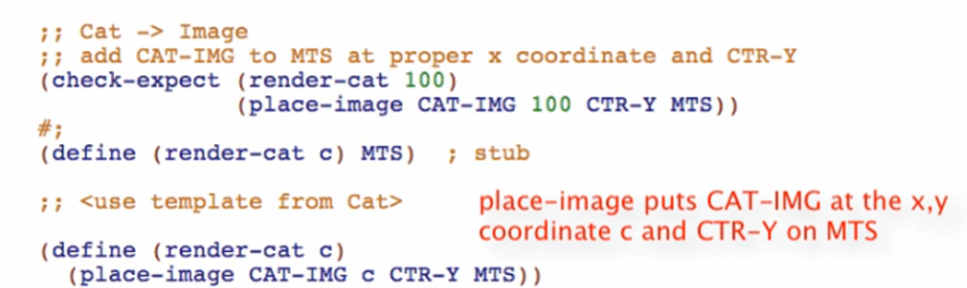 ;; Cat -> Image
;; add CAT-IMG to MTS at proper x coordinate and CTR-Y
(check-expect (render-cat 100)
(place-image CAT-IMG 100 CTR-Y MTS))
#;
(define (render-cat c) MTS)  ; stub
;; <use template from Cat>
place-image puts CAT-IMG at the x,y
coordinate c and CTR-Y on MTS
(define (render-cat c)
(place-image CAT-IMG c CTR-Y MTS))